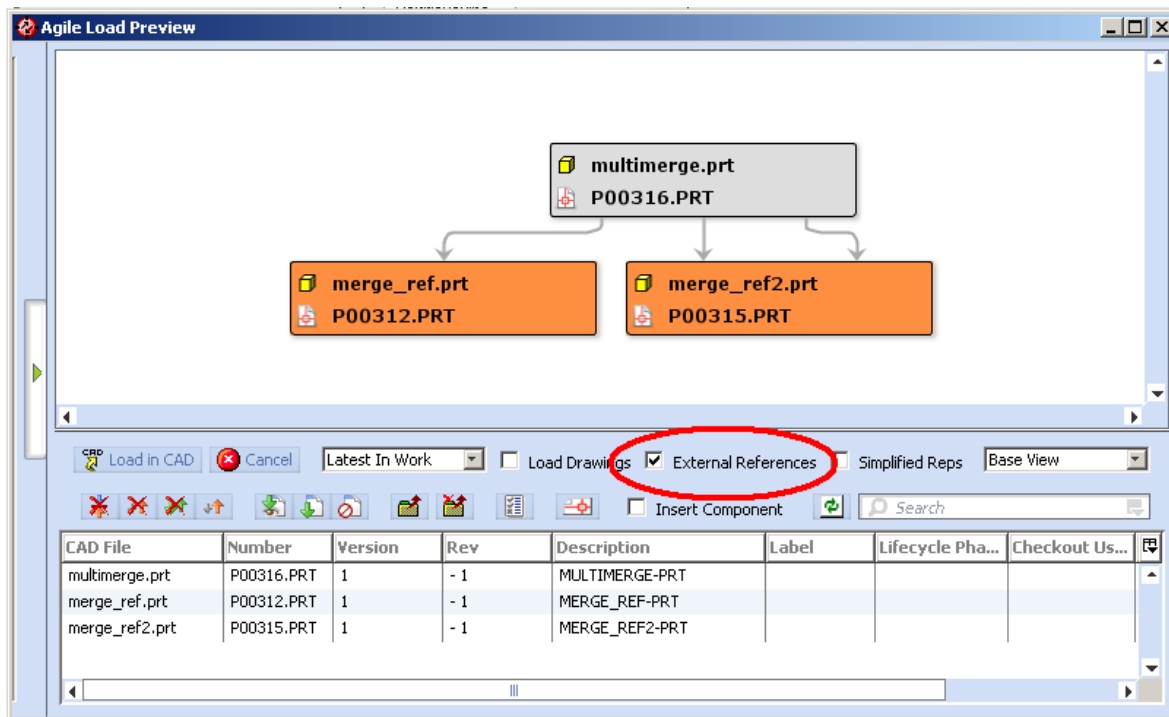 Agile Load Preview
multimerge.prt
P00316.PRT
merge_ref.prt merge_ref2.prt
P00312.PRT P00315.PRT
CAD Load in CAD Cancel Latest In Work Load Drawings External References Simplified Reps Base View
Insert Component Search
CAD File Number Version Rev Description Label Lifecycle Pha... Checkout Us...
multimerge.prt P00316.PRT 1 - 1 MULTIMERGE-PRT
merge_ref.prt P00312.PRT 1 - 1 MERGE_REF-PRT
merge_ref2.prt P00315.PRT 1 - 1 MERGE_REF2-PRT